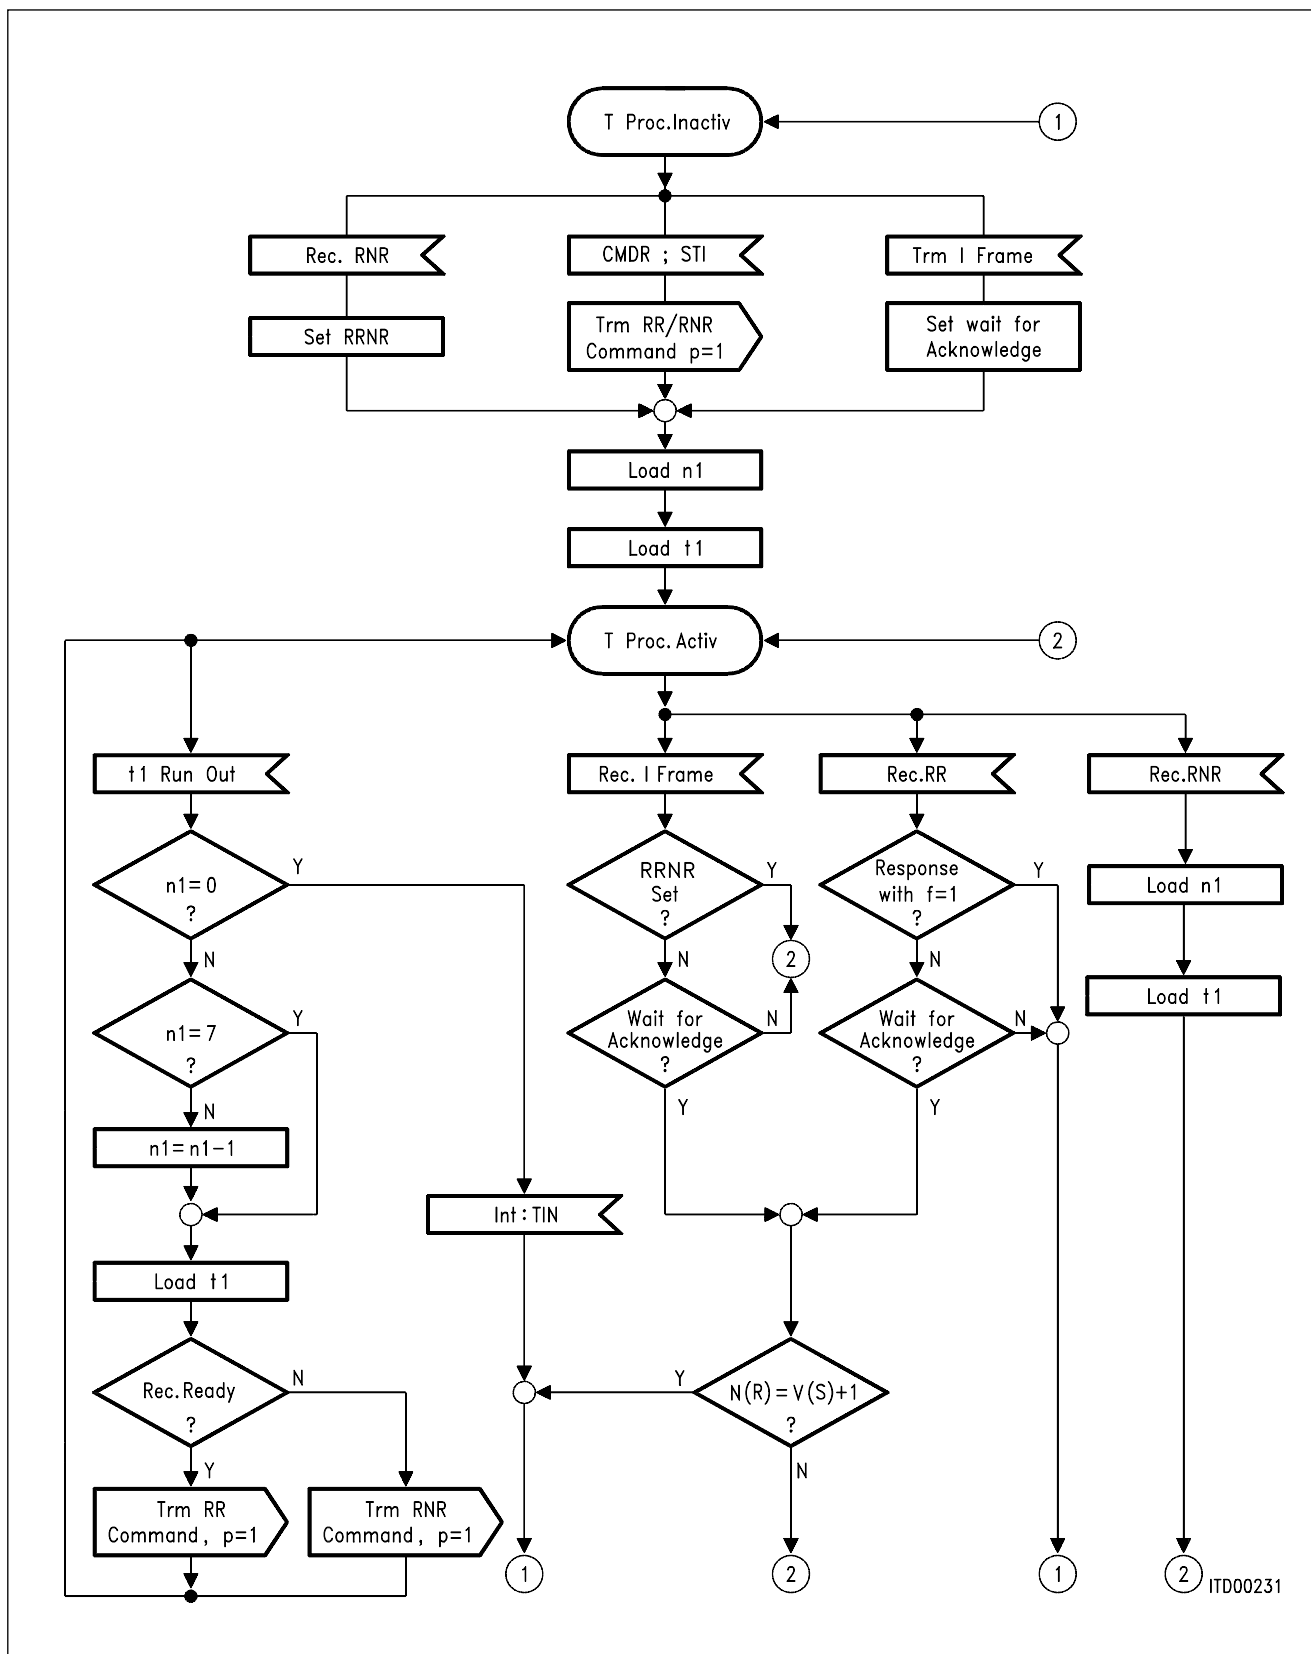 T Proc.Inactiv
1
Rec. RNR
CMDR ; STI
Trm I Frame
Set RRNR
Trm RR/RNR
Command p=1
Set wait for
Acknowledge
Load n1
Load t1
T Proc.Activ
2
t1 Run Out
Rec. I Frame
Rec.RR
Rec.RNR
n1=0
?
Y
N
RRNR
Set
?
Y
N
2
Response
with f=1
?
Y
N
Load n1
n1=7
?
Y
N
Wait for
Acknowledge
?
N
Y
Wait for
Acknowledge
?
N
Y
Load t1
n1=n1-1
Int:TIN
Load t1
Rec.Ready
?
N
Y
N(R)=V(S)+1
?
Y
N
Trm RR
Command, p=1
Trm RNR
Command, p=1
1
2
1
2
ITD00231